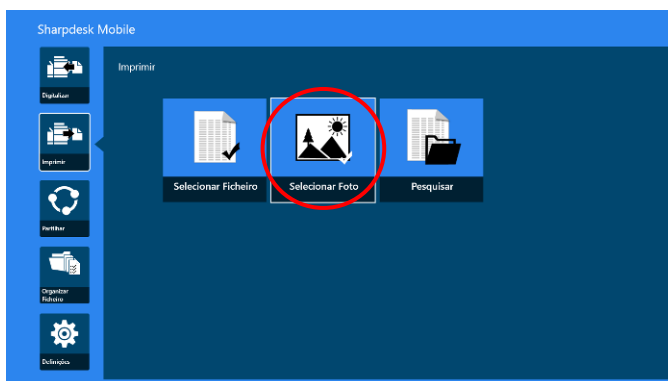 Sharpdesk Mobile
Digitalizar
Imprimir
Partilhar
Organizar
Ficheiro
Definições
Imprimir
Selecionar Ficheiro
Selecionar Foto
Pesquisar